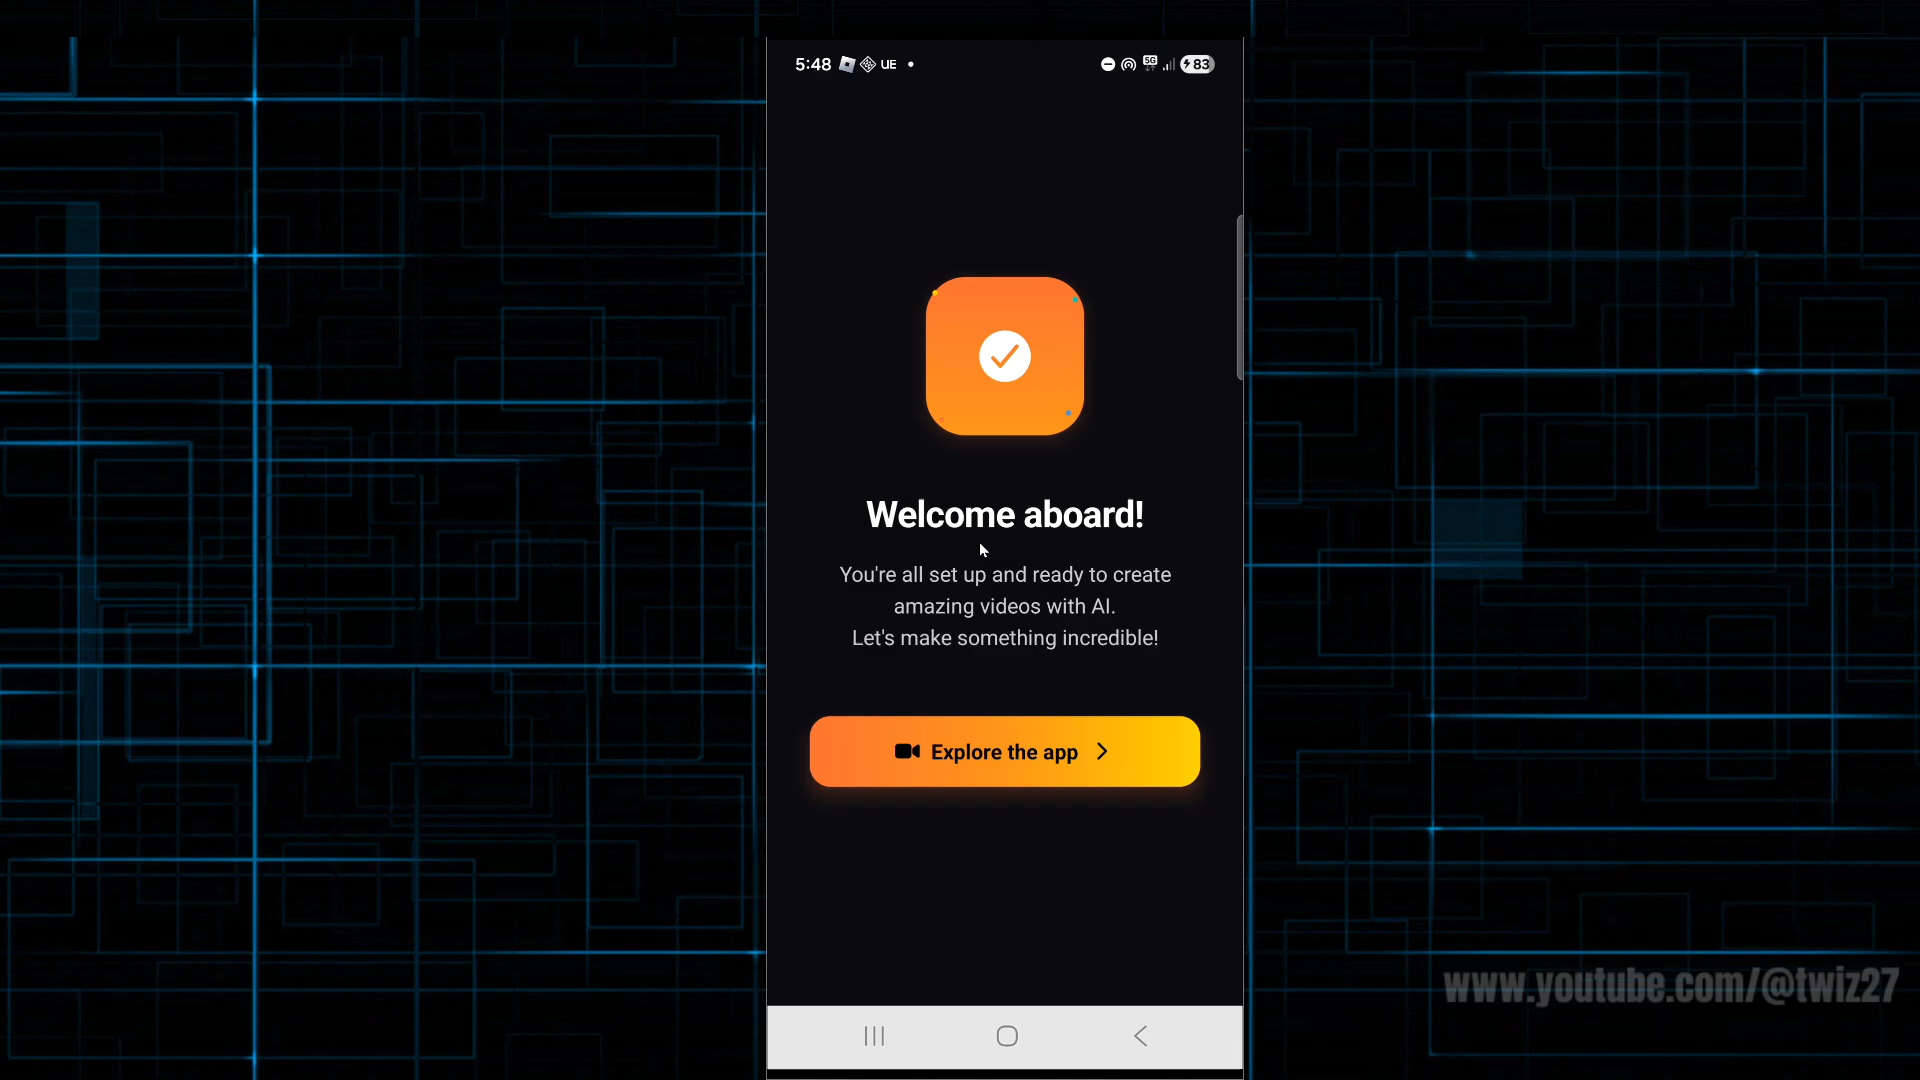 5:48 UE
5G 83
Welcome aboard!
You're all set up and ready to create
amazing videos with AI.
Let's make something incredible!
Explore the app
www.youtube.com/@twiz27